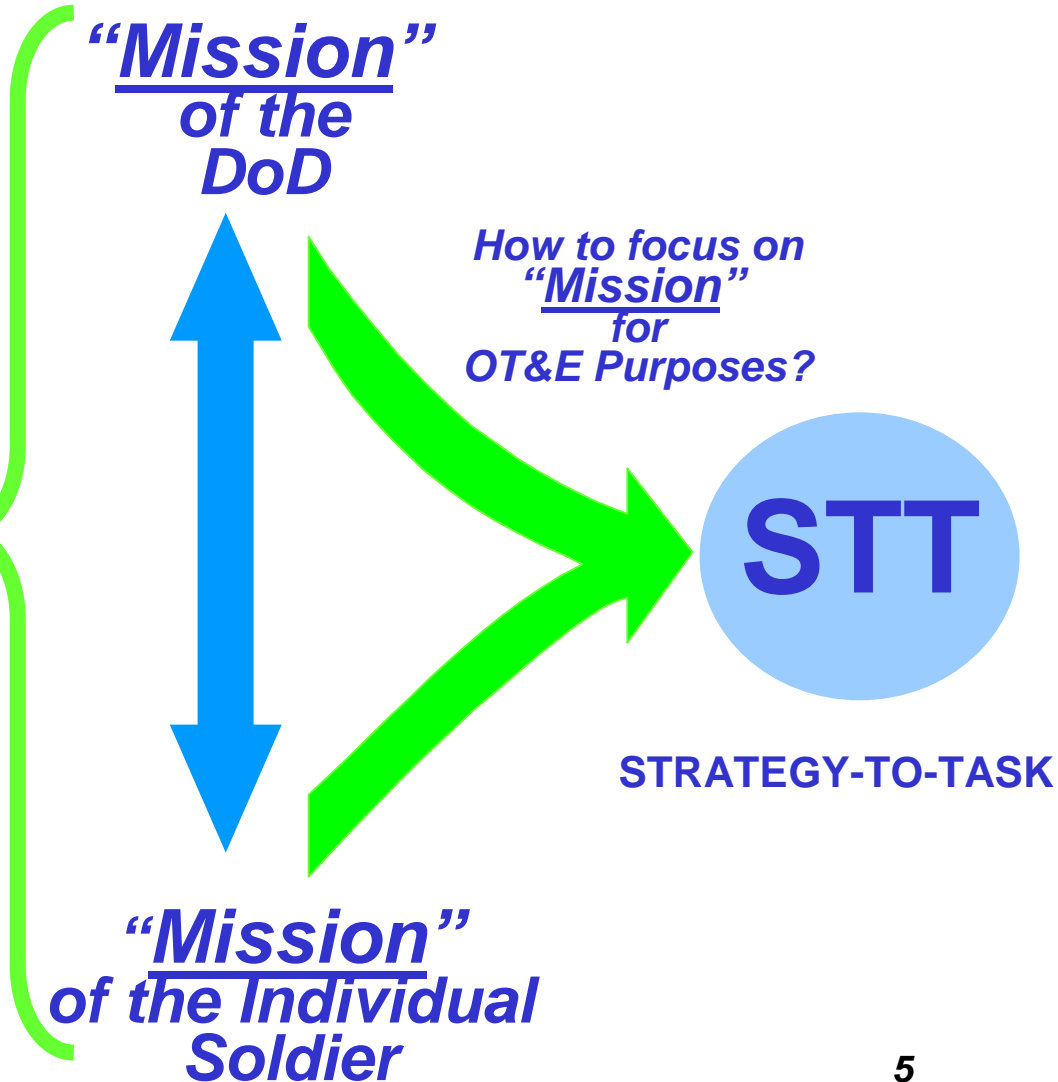 “Mission”
of the
DoD
How to focus on
“Mission”
for
OT&E Purposes?
STT
STRATEGY-TO-TASK
“Mission”
of the Individual
Soldier
5